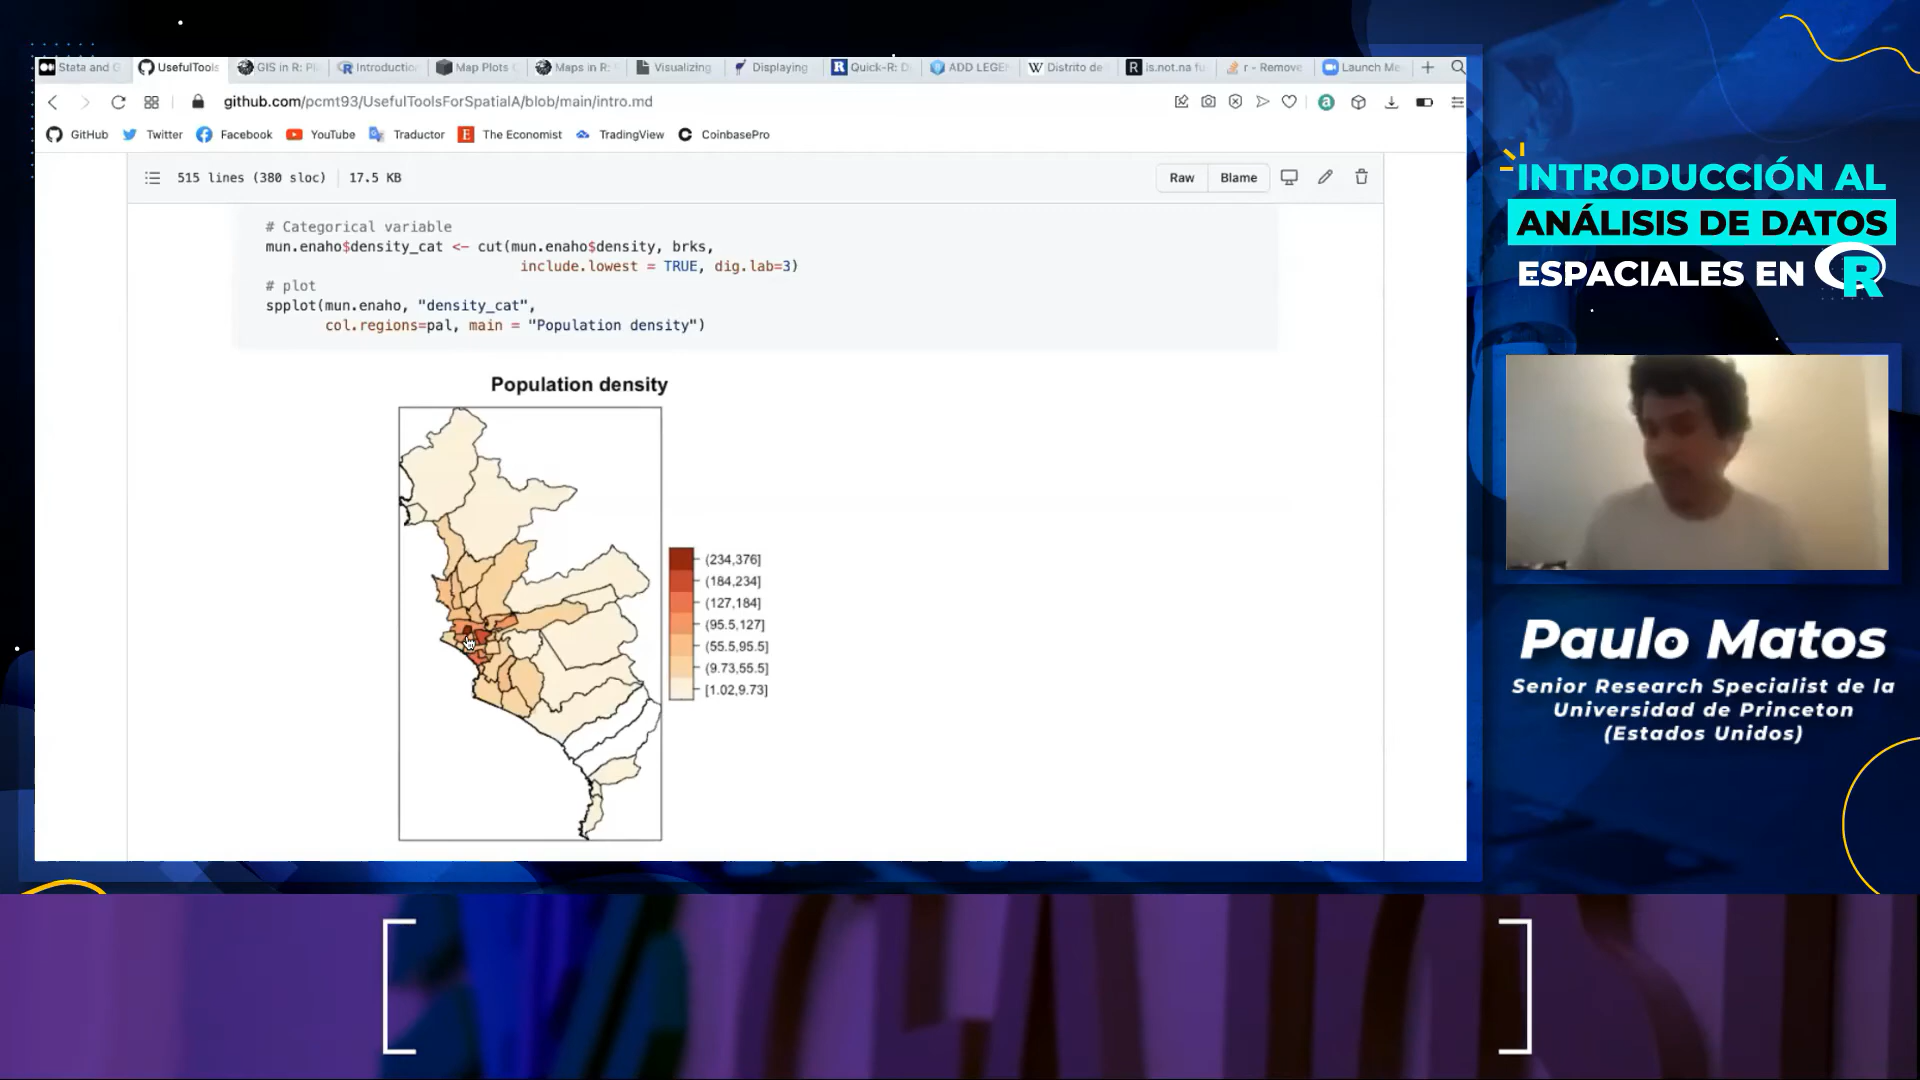 Stata and G
UsefulTools
GIS in R: Pl
Introduction
Map Plots
Maps in R:
Visualizing
Displaying
Quick-R: D
ADD LEGEN
Distrito de
is.not.na fu
r - Remove
Launch Me
github.com/pcmt93/UsefulToolsForSpatialA/blob/main/intro.md
GitHub
Twitter
Facebook
YouTube
Traductor
The Economist
TradingView
CoinbasePro
515 lines (380 sloc)
17.5 KB
Raw
Blame
# Categorical variable
mun.enaho$density_cat <- cut(mun.enaho$density, brks,
include.lowest = TRUE, dig.lab=3)
# plot
spplot(mun.enaho, "density_cat",
col.regions=pal, main = "Population density")
Population density
(234,376]
(184,234]
(127,184]
(95.5,127]
(55.5,95.5]
(9.73,55.5]
[1.02,9.73]
INTRODUCCIÓN AL
ANÁLISIS DE DATOS
ESPACIALES EN R
Paulo Matos
Senior Research Specialist de la
Universidad de Princeton
(Estados Unidos)